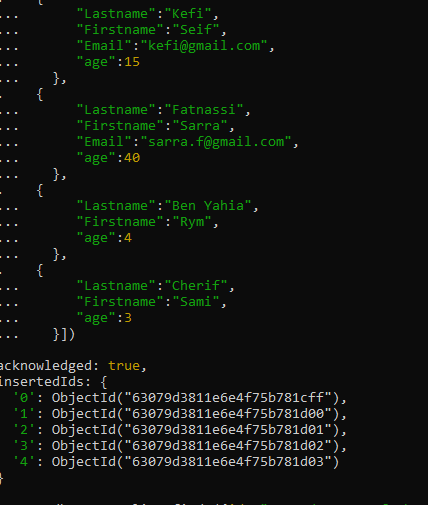 ...     "Lastname":"Kefi",
...     "Firstname":"Seif",
...     "Email":"kefi@gmail.com",
...     "age":15
...   },
.   {
...     "Lastname":"Fatnassi",
...     "Firstname":"Sarra",
...     "Email":"sarra.f@gmail.com",
...     "age":40
...   },
.   {
...     "Lastname":"Ben Yahia",
...     "Firstname":"Rym",
...     "age":4
...   },
.   {
...     "Lastname":"Cherif",
...     "Firstname":"Sami",
...     "age":3
...   }])
acknowledged: true,
insertedIds: {
  '0': ObjectId("63079d3811e6e4f75b781cff"),
  '1': ObjectId("63079d3811e6e4f75b781d00"),
  '2': ObjectId("63079d3811e6e4f75b781d01"),
  '3': ObjectId("63079d3811e6e4f75b781d02"),
  '4': ObjectId("63079d3811e6e4f75b781d03")
}